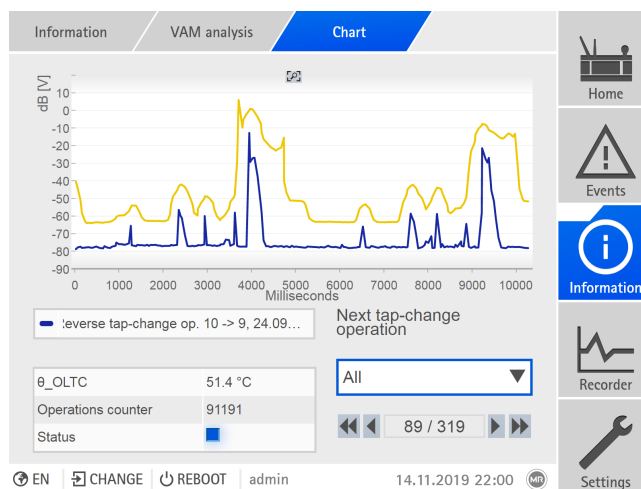 Information
VAM analysis
Chart
dB [V]
10
0
-10
-20
-30
-40
-50
-60
-70
-80
-90
0 1000 2000 3000 4000 5000 6000 7000 8000 9000 10000
Milliseconds
:everse tap-change op. 10 -> 9, 24.09...
Next tap-change
operation
All
θ_OLTC 51.4 °C
Operations counter 91191
Status
89 / 319
Home
Events
Information
Recorder
Settings
EN CHANGE REBOOT admin 14.11.2019 22:00 MR